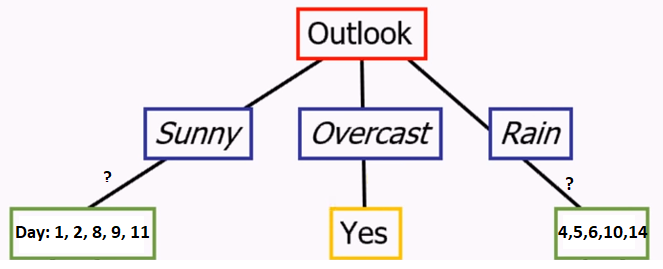 Outlook
Sunny
Overcast
Rain
?
?
Day: 1, 2, 8, 9, 11
Yes
4,5,6,10,14